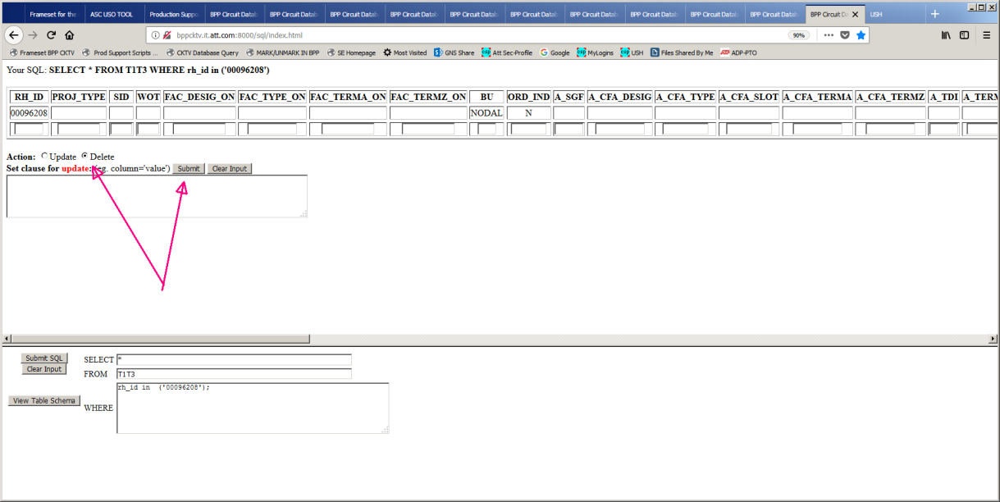 Frameset for the ASC USO TOOL Production Suppo BPP Circuit Datab BPP Circuit Datab BPP Circuit Datab BPP Circuit Datab BPP Circuit Datab BPP Circuit Datab BPP Circuit Datab BPP Circuit Datab BPP Circuit Datab BPP Circuit Datab BPP Circuit Da USH
bppcktv.it.att.com:8000/sql/index.html 90%
Frameset BPP CKTV Prod Support Scripts ... CKTV Database Query MARK/UNMARK IN BPP SE Homepage Most Visited GNS Share Att Sec-Profile Google MyLogins USH Files Shared By Me ADP-PTO
Your SQL: SELECT * FROM T1T3 WHERE rh_id in ('00096208')
RH_ID PROJ_TYPE SID WOT FAC_DESIG_ON FAC_TYPE_ON FAC_TERMA_ON FAC_TERMZ_ON BU ORD_IND A_SGF A_CFA_DESIG A_CFA_TYPE A_CFA_SLOT A_CFA_TERMA A_CFA_TERMZ A_TDI A_TERM
00096208 NODAL N
Action: Update Delete
Set clause for update: (eg. column='value') Submit Clear Input
Submit SQL SELECT *
Clear Input
FROM T1T3
rh_id in ('00096208');
View Table Schema
WHERE